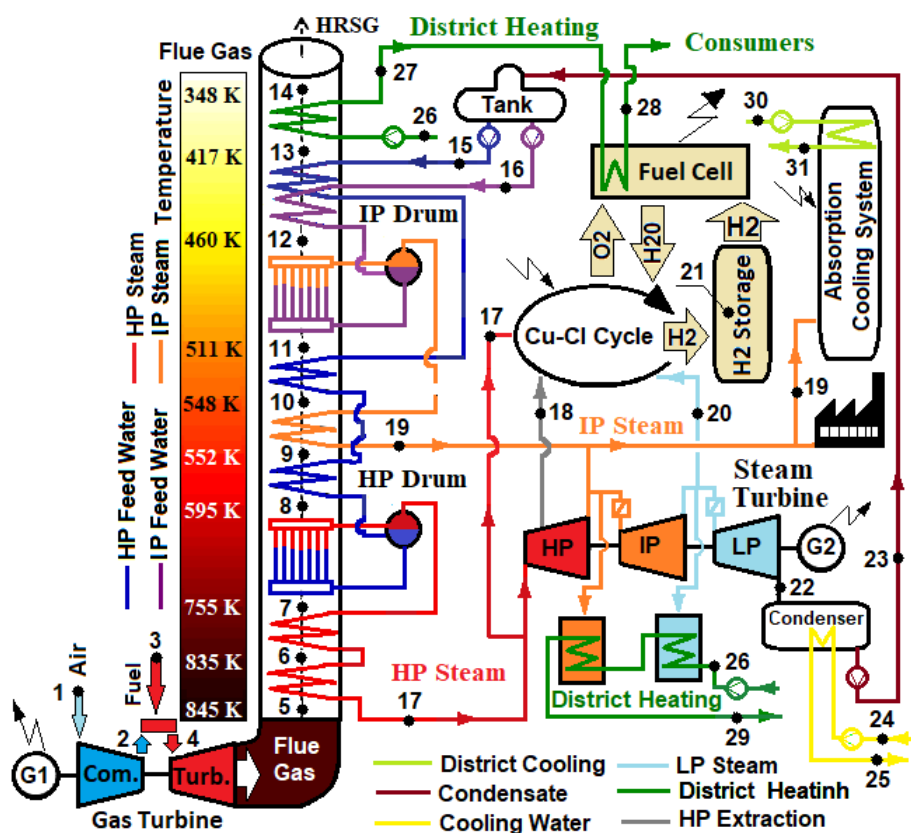 HRSG
District Heating
Flue Gas
Consumers
27
14
348 K
Tank
28
26
30
417 K
13
15
16
31
Fuel Cell
Temperature
IP Drum
HP Steam
IP Steam
460 K
12
O2
H20
H2
Absorption
Cooling System
21
H2 Storage
17
Cu-Cl Cycle
H2
511 K
11
19
548 K
10
18
20
19
IP Steam
HP Feed Water
IP Feed Water
552 K
9
HP Drum
Steam
Turbine
595 K
8
HP
IP
LP
G2
23
22
755 K
7
Condenser
3
Air
Fuel
835 K
6
HP Steam
26
1
845 K
5
17
District Heating
24
2
4
29
25
G1
Com.
Turb.
Flue
Gas
Gas Turbine
District Cooling
LP Steam
Condensate
District Heatinh
Cooling Water
HP Extraction